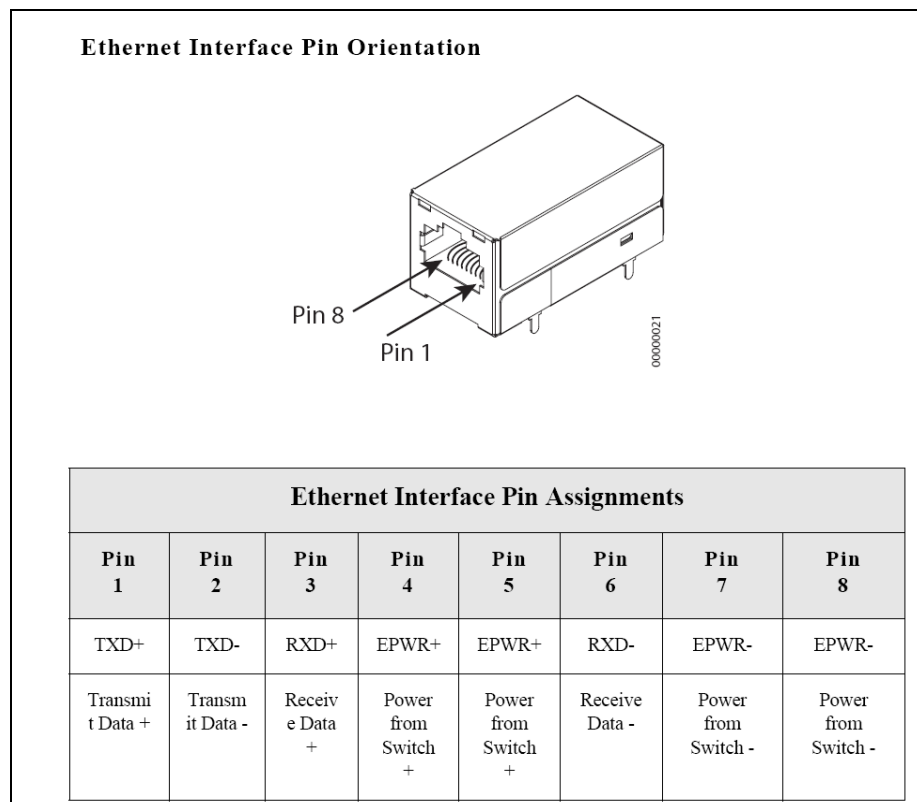 Ethernet Interface Pin Orientation
Pin 8
Pin 1
00000021
Ethernet Interface Pin Assignments
Pin 1 Pin 2 Pin 3 Pin 4 Pin 5 Pin 6 Pin 7 Pin 8
TXD+ TXD- RXD+ EPWR+ EPWR+ RXD- EPWR- EPWR-
Transmi Transm Receiv Power Power Receive Power Power
t Data + it Data - e Data from from Data - from from
+ Switch Switch Switch - Switch -
+ +